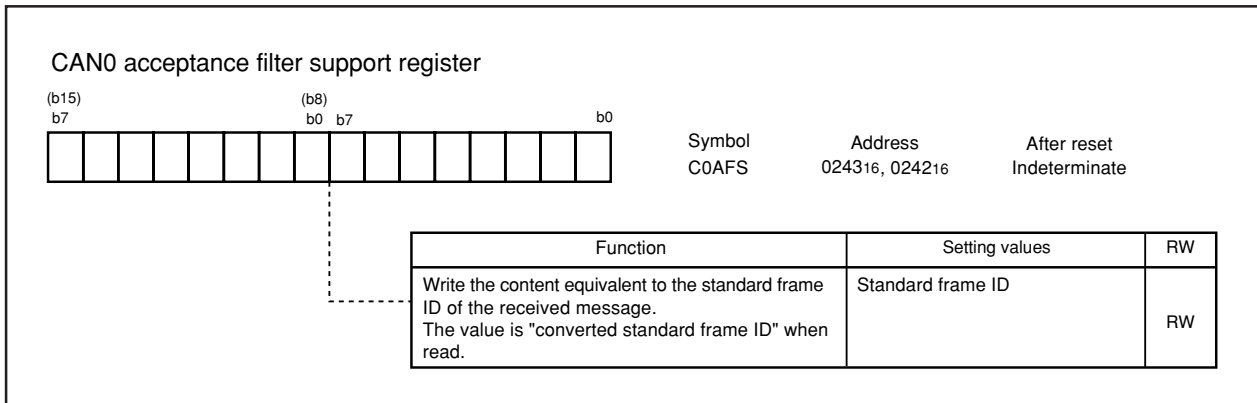 CAN0 acceptance filter support register
(b15) (b8)
b7 b0 b7 b0
Symbol Address After reset
C0AFS 024316, 024216 Indeterminate
Function Setting values RW
Write the content equivalent to the standard frame Standard frame ID
ID of the received message.
The value is "converted standard frame ID" when RW
read.